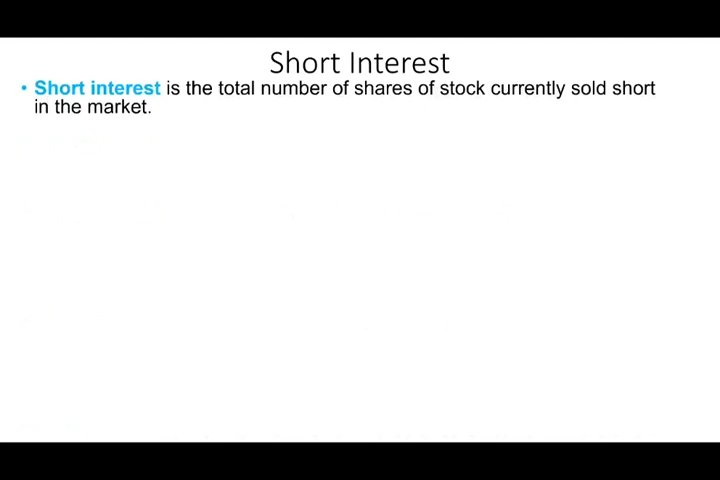 Short Interest
• Short interest is the total number of shares of stock currently sold short
in the market.